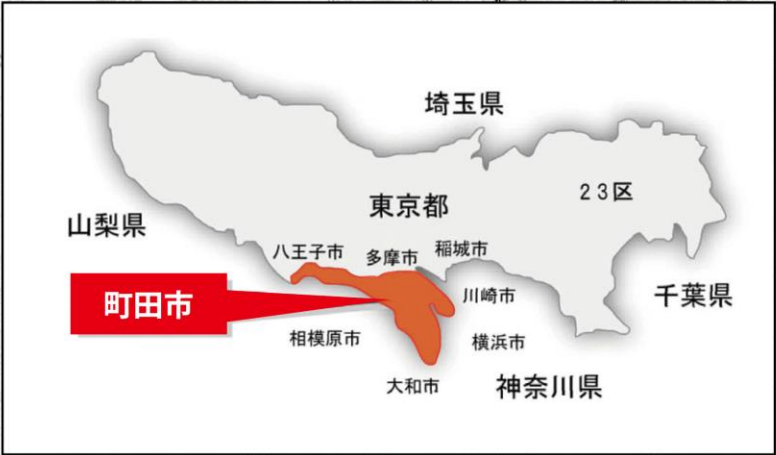 埼玉県
23区
東京都
山梨県
八王子市
多摩市
稲城市
町田市
川崎市
千葉県
相模原市
横浜市
大和市
神奈川県